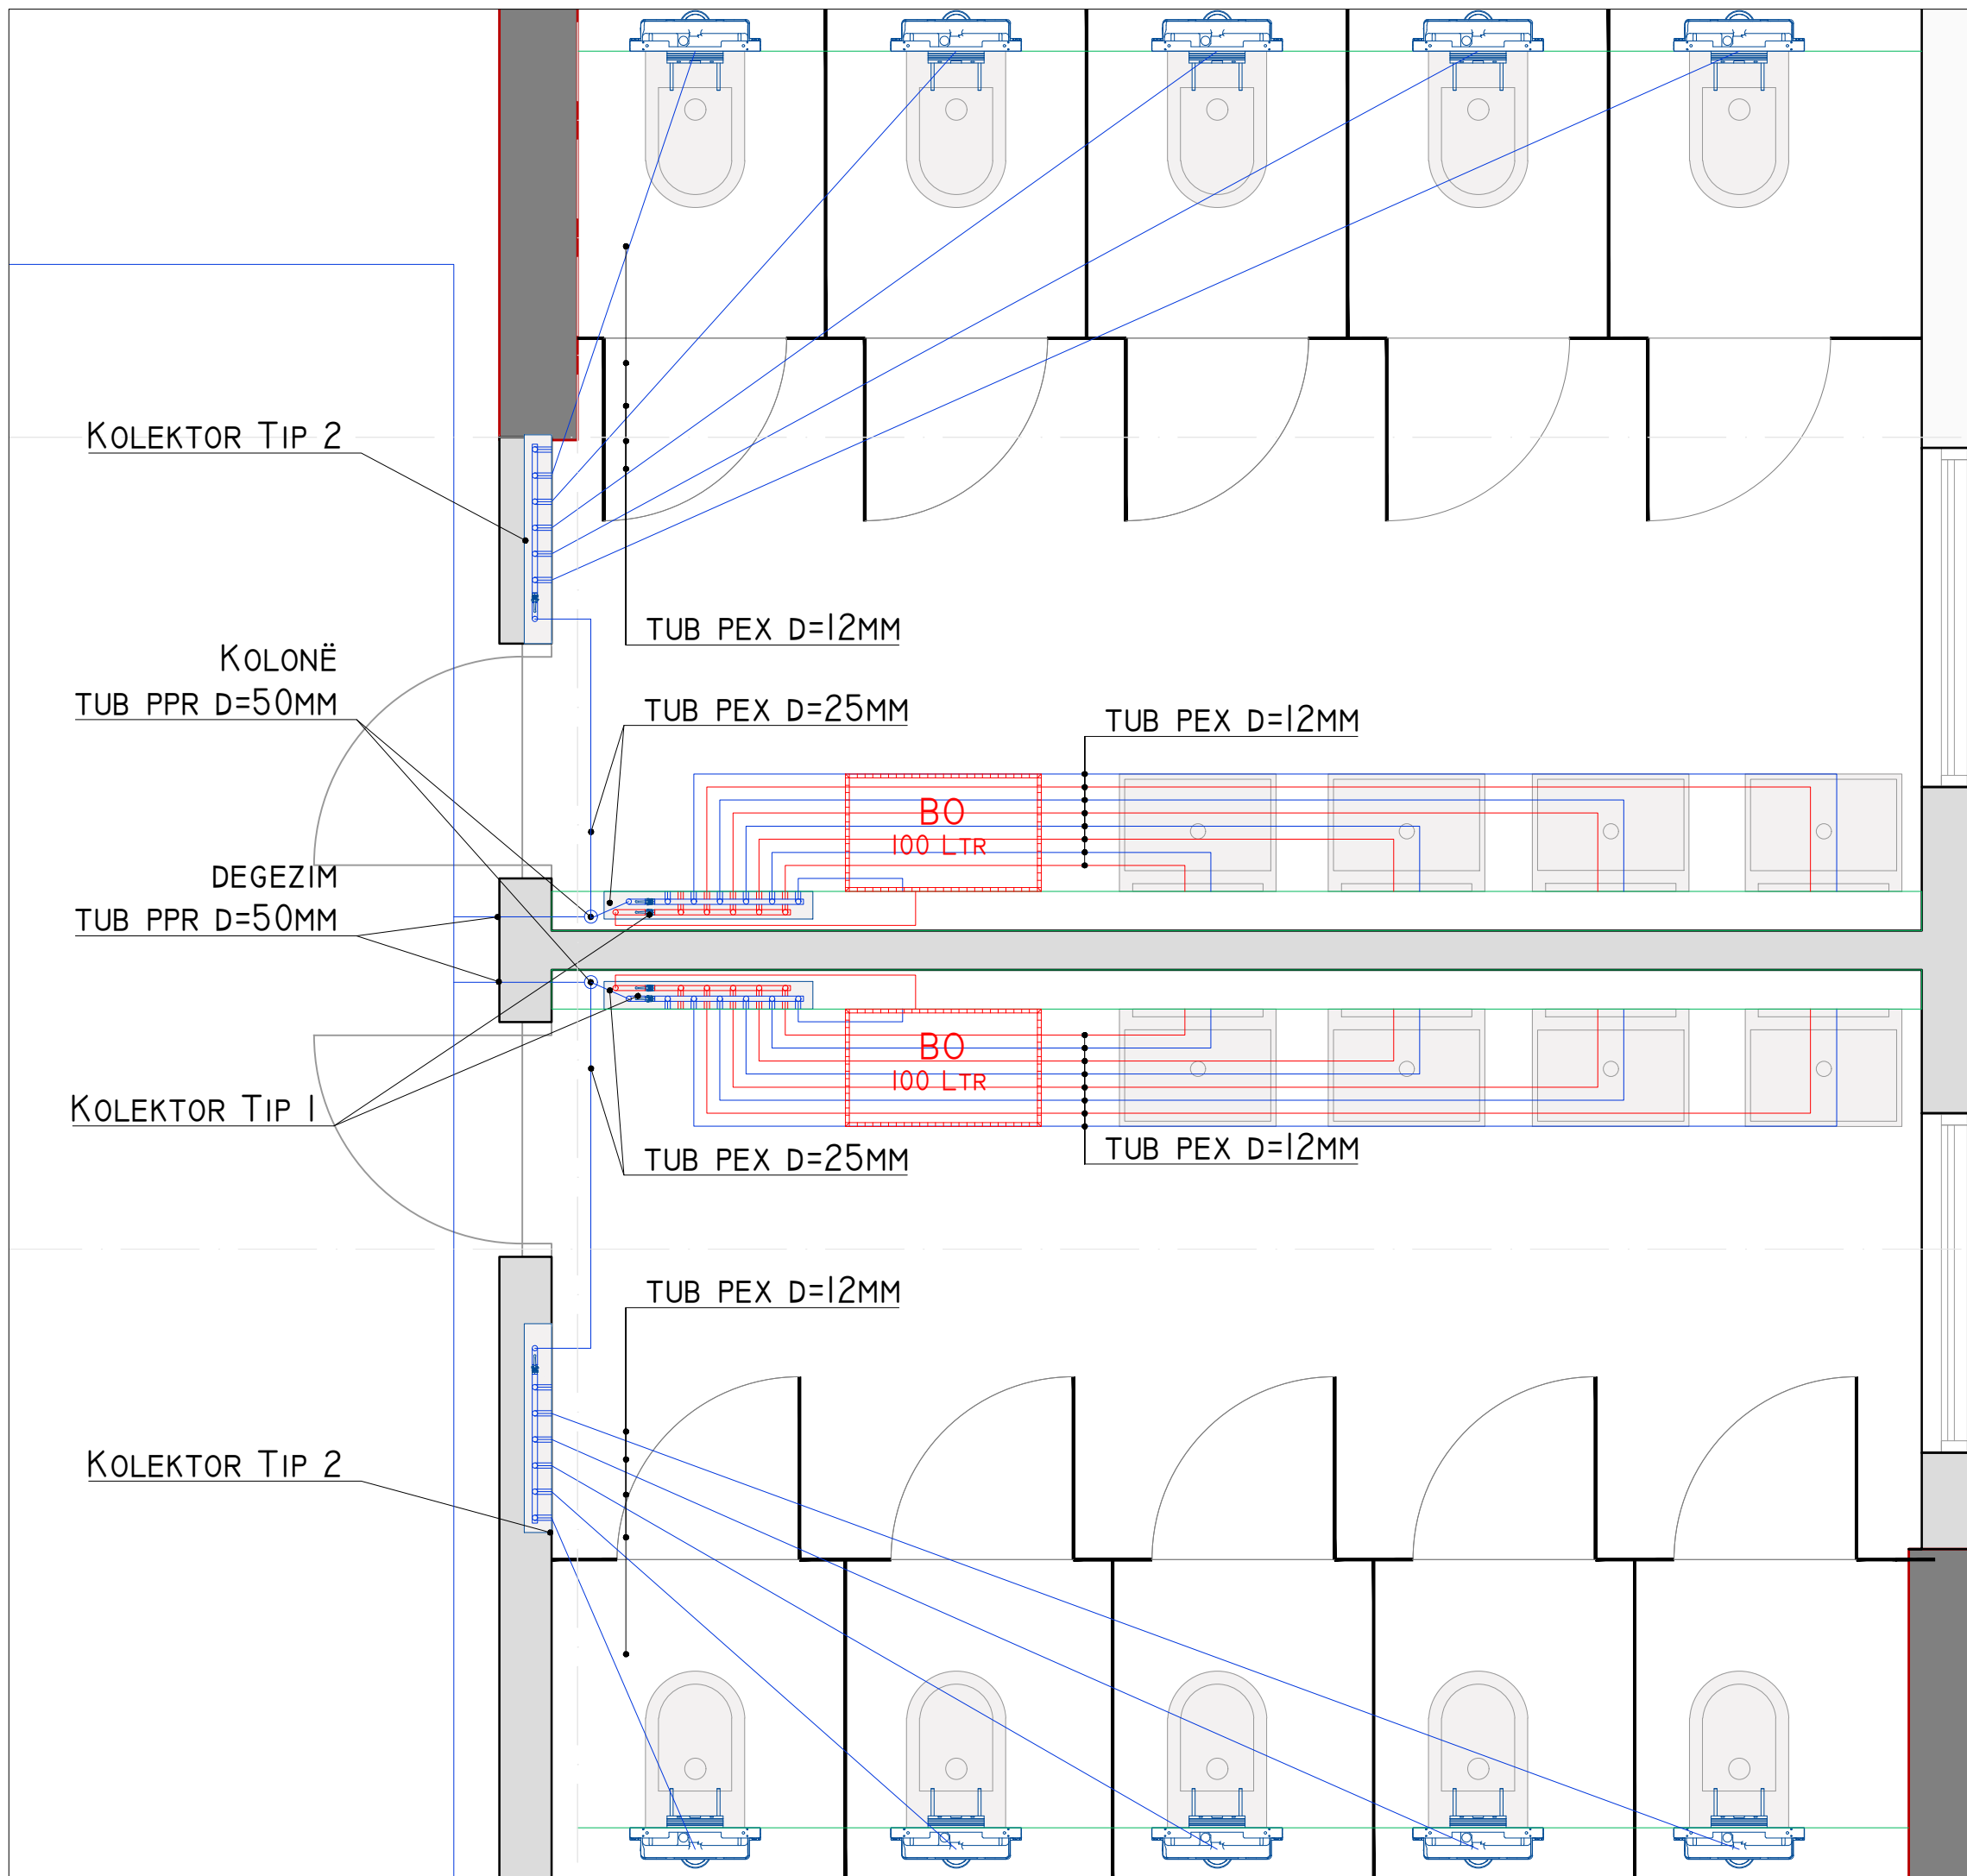 KOLEKTOR TIP 2
TUB PEX D=12MM
KOLONË
TUB PPR D=50MM
TUB PEX D=25MM
TUB PEX D=12MM
BO
100 LTR
DEGEZIM
TUB PPR D=50MM
BO
100 LTR
KOLEKTOR TIP 1
TUB PEX D=25MM
TUB PEX D=12MM
TUB PEX D=12MM
KOLEKTOR TIP 2